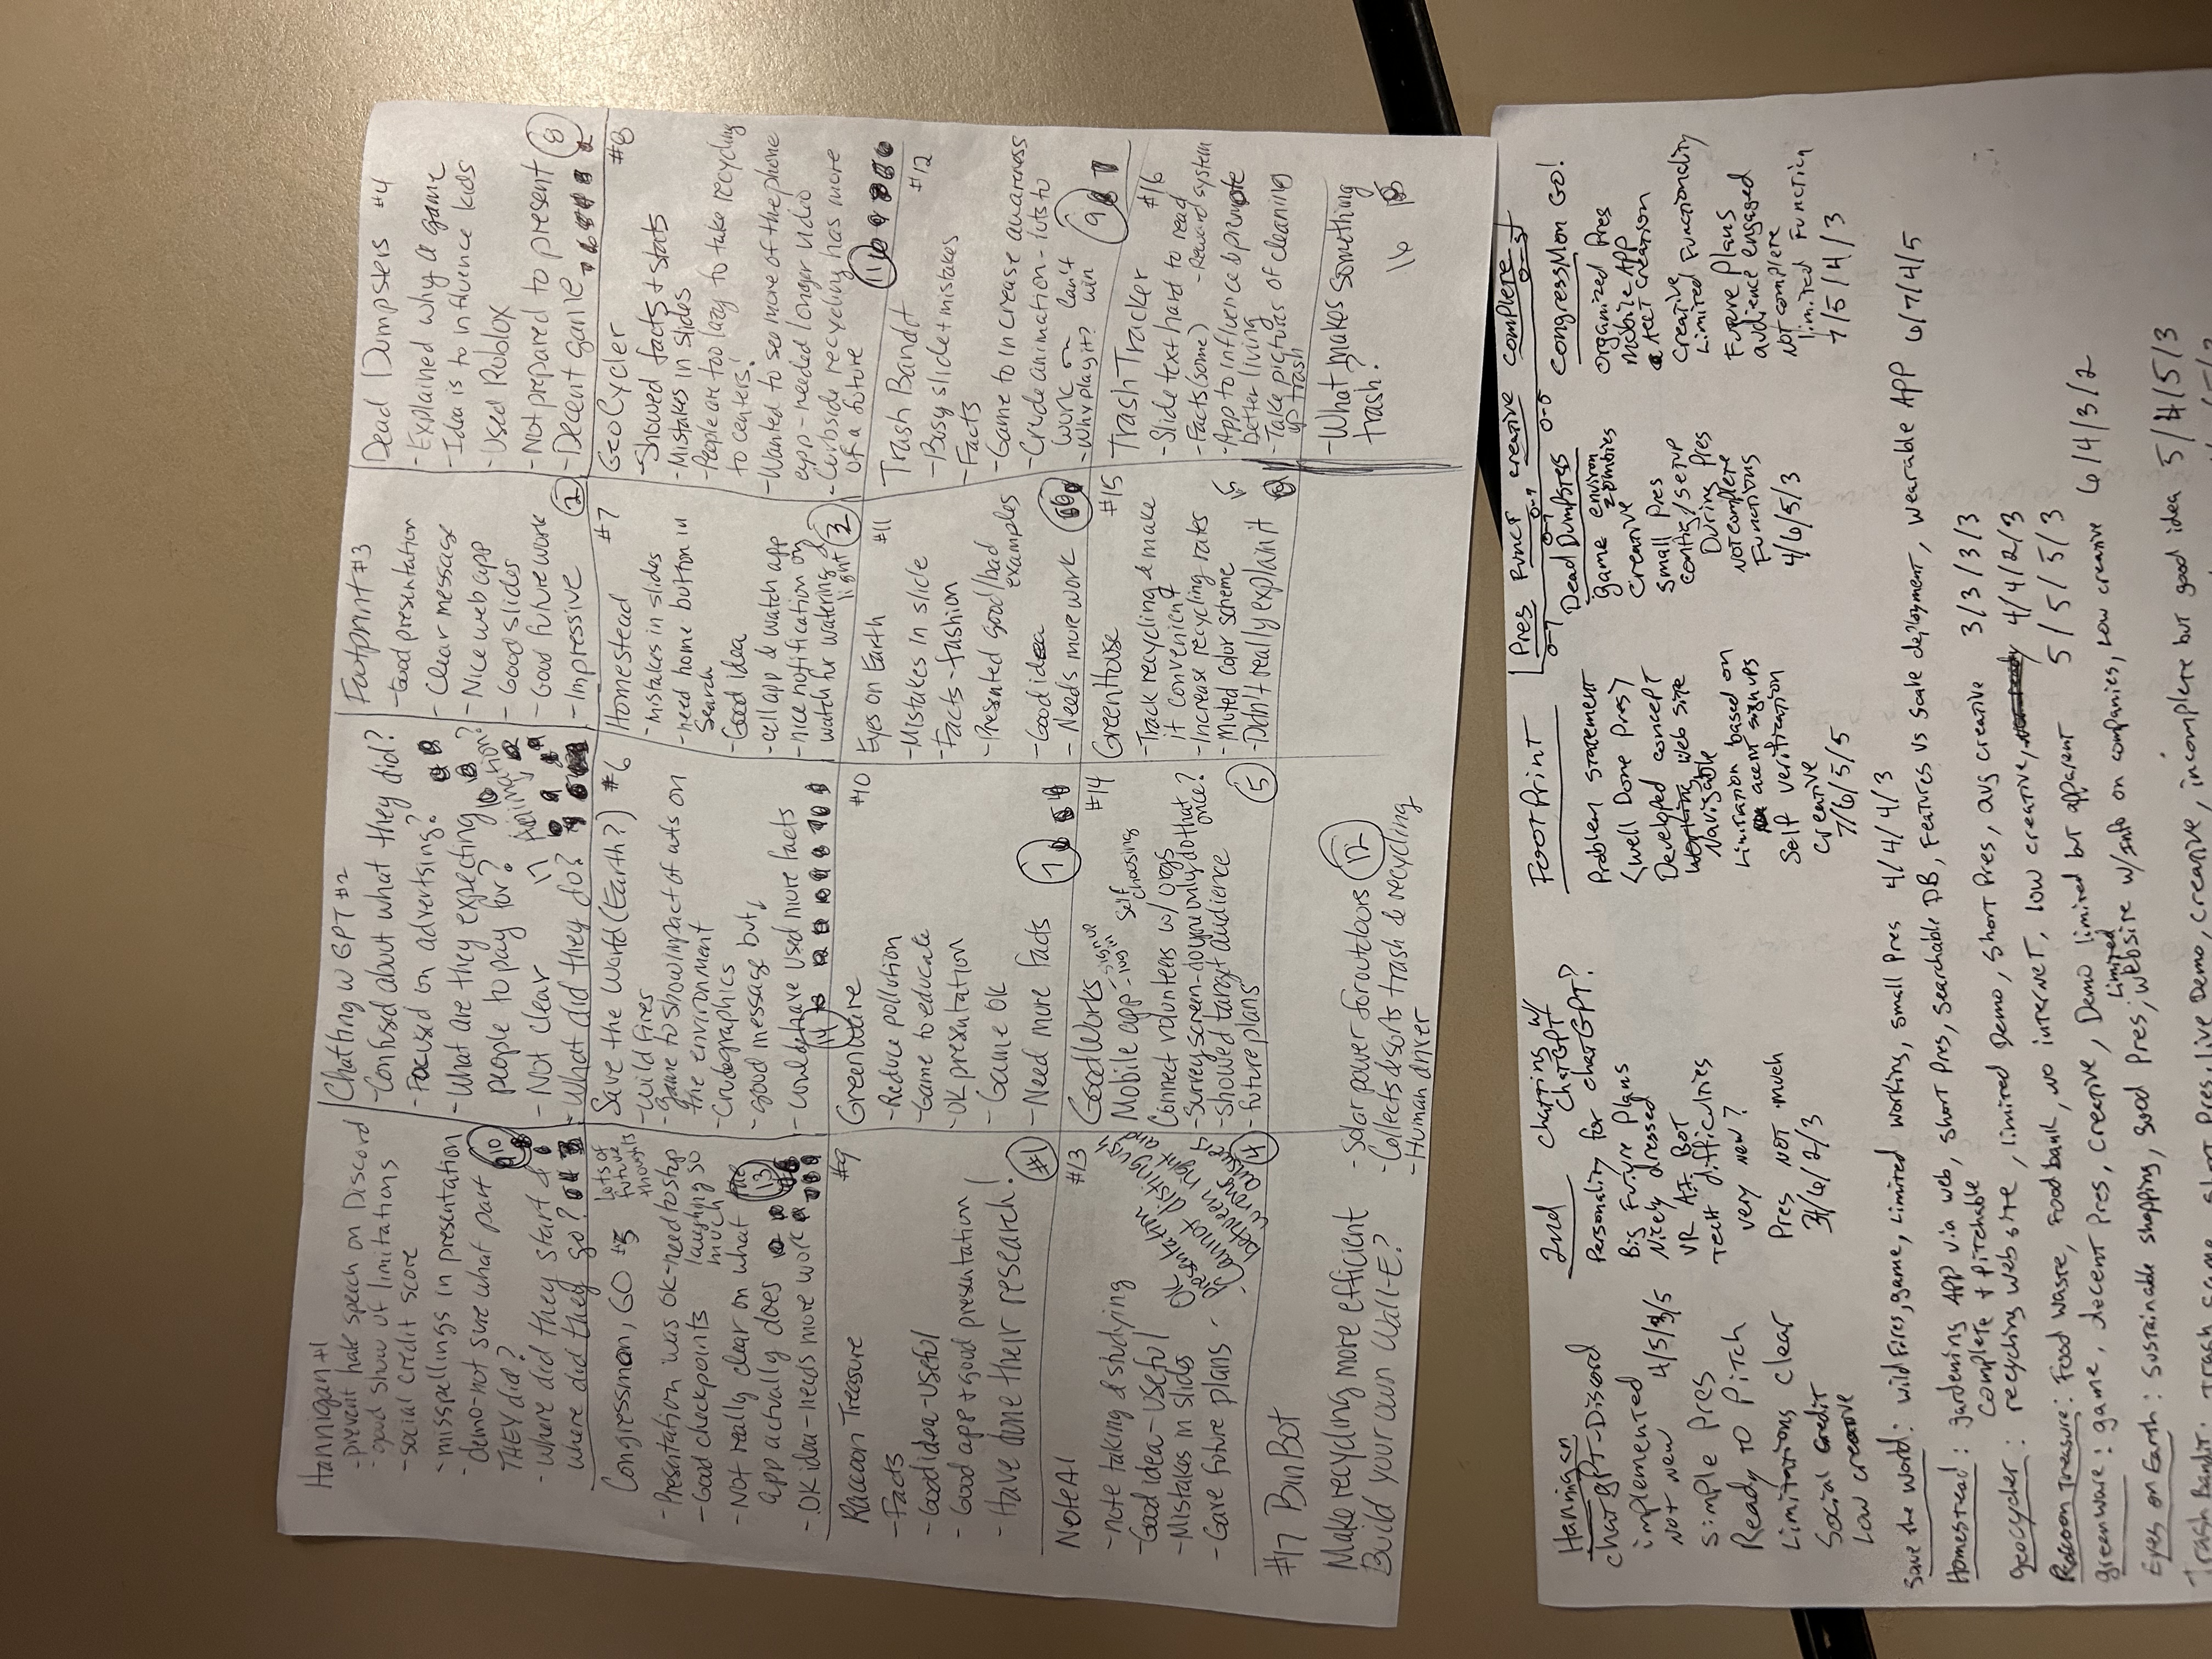 Hannigan #1
- prevent hate speech on Discord
- good show of limitations
- social credit score
- misspellings in presentation
- demo-not sure what part
THEY did?
- where did they start &
where did they go?
10
Chatting w GPT #2
- Confused about what they did?
- Focused on advertsing?
- What are they expecting
people to pay for?
- Not clear
- What did they do?
17 Animation?
Footprint #3
- Good presentation
- Clear message
- Nice web app
- Good slides
- Good future work
- Impressive
2
Dead Dumpsters #4
- Explained why a game
- Idea is to influence kids
- Used Roblox
- Not prepared to present
- Decent game
8
Congressmon, GO #5
Lots of
future
thoughts
- Presentation was OK-need to stop
laughing so
much
- Good checkpoints
- Not really clear on what the
app actually does
- OK idea - needs more work
13
Save the World (Earth?) #6
- Wild Fires
- game to show impact of acts on
the environment
- Crude graphics
- good message but ↓
- could have used more facts
14
Homestead #7
- Mistakes in slides
- need home button in
Search
- Good idea
- cell app & watch app
- nice notification on
watch for watering &
light
3
GeoCycler #8
- Showed facts + stats
- Mistakes in slides
- People are too lazy to take recycling
to centers!
- Wanted to see more of the phone
app - needed longer video
- Curbside recycling has more
of a future
11
Raccoon Treasure #9
- Facts
- Good idea - useful
- Good app + good presentation
- Have done their research!
#1
GreenWare #10
- Reduce pollution
- Game to educate
- OK presentation
- Game OK
- Need more facts
7
Eyes on Earth #11
- Mistakes in slide
- Facts - fashion
- Presented good/bad
examples
- Good idea
- Needs more work
Trash Bandit #12
- Busy slide + mistakes
- Facts
- Game to increase awareness
- Crude animation - lots to
work on
- Why play it? can't
win
9
NoteAI #13
- note taking & studying
- Good idea - useful
- Mistakes in slides
- Gave future plans
- OK
presentation
- Cannot distinguish
between right and
wrong
answers
4
GoodWorks #14
Mobile app - sign up
- login
Self
choosing
Connect volunteers w/ orgs
- Survey screen - do you only do that
once?
- showed target audience
- future plans
5
GreenHouse #15
- Track recycling & make
it convenient
- Increase recycling rates
- Muted color scheme
- Didn't really explain it
15
Trash Tracker #16
- Slide text hard to read
- Facts (some) - Reward system
- App to influence & promote
better living
- Take pictures of cleaning
up trash
- What makes something
trash?
16
#17 BinBot
Make recycling more efficient
Build your own Wall-E?
- Solar power for outdoors
12
- Collects & sorts trash & recycling
- Human driver
Pres Funct creative complete
0-7 0-7 0-5 0-5
Hannigan
chatgPT-Discord
implemented
Not new 4/5/3/5
Simple Pres
Ready to Pitch
Limitations clear
Social Credit
Low creative
2nd Chatting w/
ChatGPT
Personality for chatGPT?
Big Future Plans
Nicely dressed
VR A.I. BOT
Tech difficulties
very new?
Pres NOT much
3/6/2/3
FootPrint
Problem statement
(well Done Pres)
Developed concept
Working Web Site
Navigable
Limitation based on
acent signups
Self verification
Creative
7/6/5/5
Dead Dumpsters
game environ
zombies
Creative
Small Pres
Config/setup
During Pres
NOT complete
Functions
4/6/5/3
CongressMon GO!
organized Pres
Mobile APP
ACCT Creation
Creative
Limited Functionality
Future Plans
audience engaged
Not complete
limited Function
7/5/4/3
Save the World: wild fires, game, Limited working, small Pres 4/4/4/3
Homestead: gardening APP via web, short Pres, searchable DB, Features vs scale deployment, wearable APP 6/7/4/5
Complete + Pitchable
geocycler: recycling web site, limited Demo, short Pres, avg creative 3/3/3/3
Raccoon Treasure: Food waste, Food bank, no internet, low creative, 4/4/2/3
greenware: game, decent Pres, Creative, Demo limited but apparent 5/5/5/3
Eyes on Earth: Sustainable shopping, good Pres, Limited website w/Info on companies, Low creative 6/4/3/2
Trash Bandit: Trash game, short Pres, live Demo, creative, incomplete but good idea 5/4/5/3